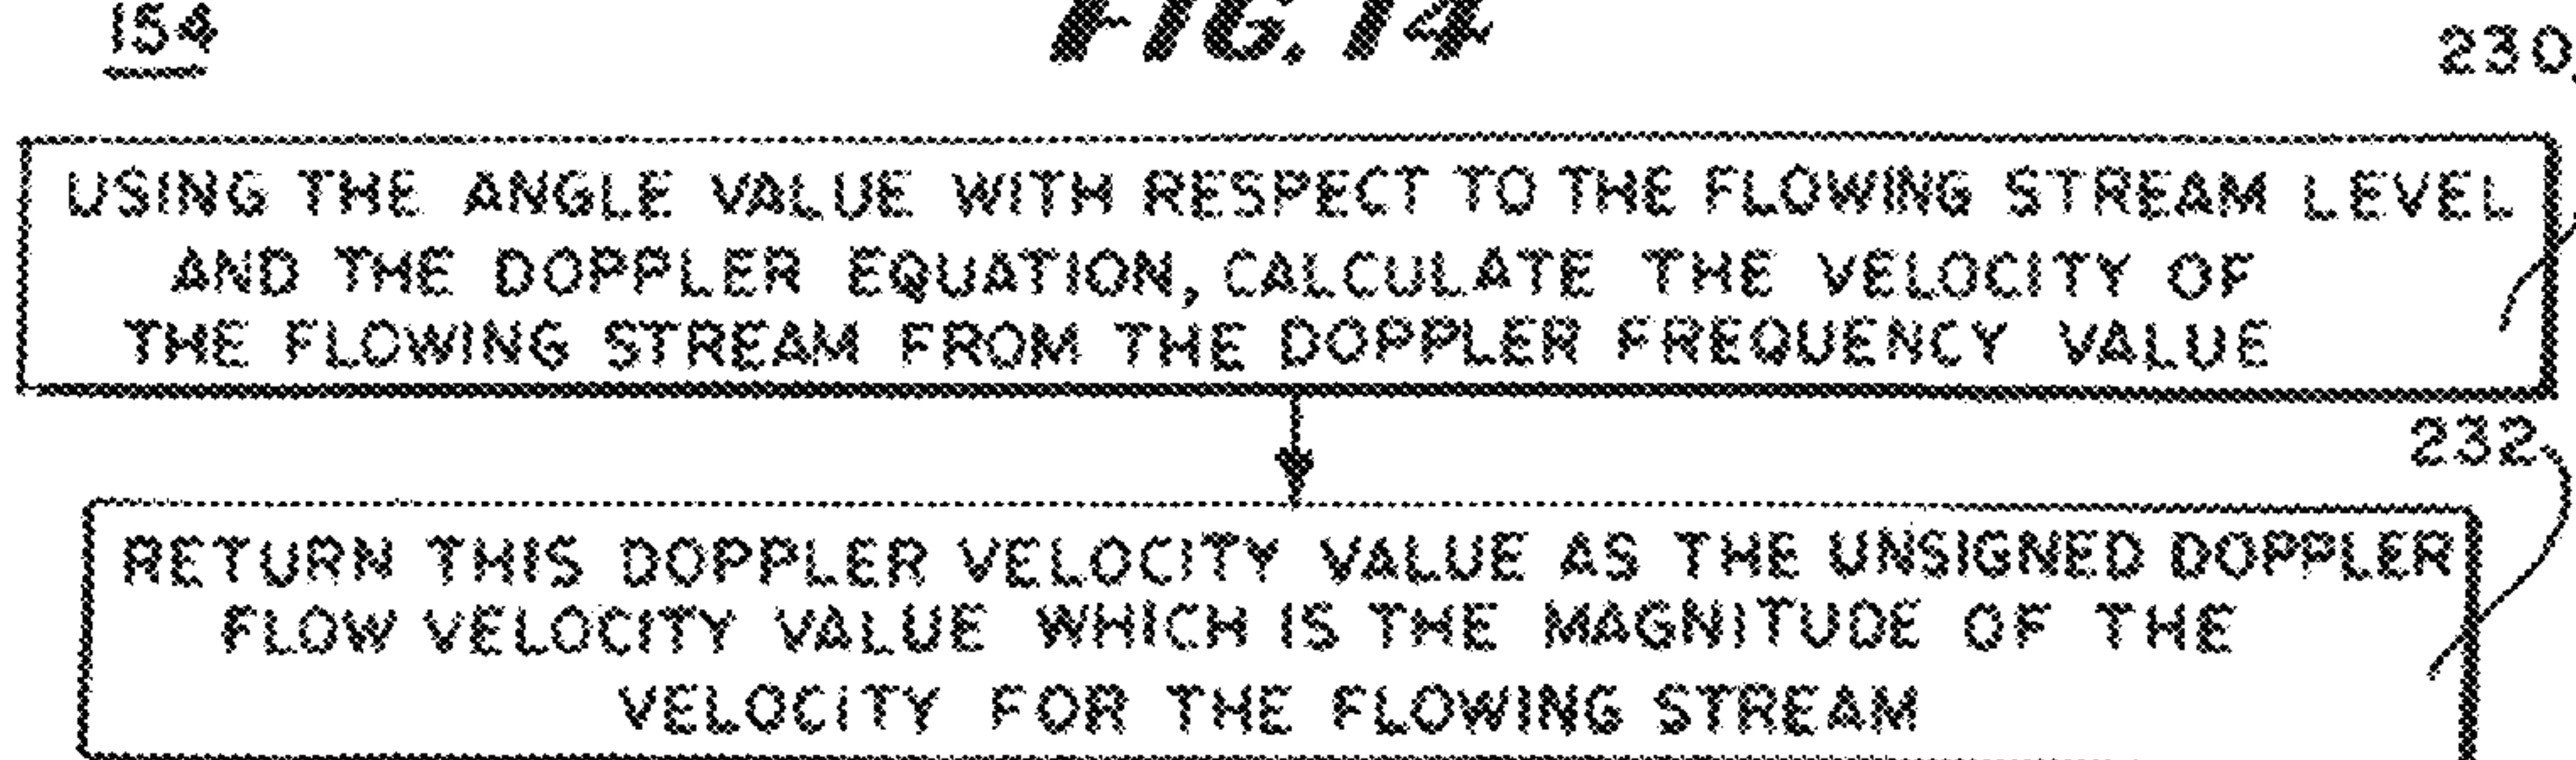 154
FIG. 14
230
USING THE ANGLE VALUE WITH RESPECT TO THE FLOWING STREAM LEVEL
AND THE DOPPLER EQUATION, CALCULATE THE VELOCITY OF
THE FLOWING STREAM FROM THE DOPPLER FREQUENCY VALUE
232
RETURN THIS DOPPLER VELOCITY VALUE AS THE UNSIGNED DOPPLER
FLOW VELOCITY VALUE WHICH IS THE MAGNITUDE OF THE
VELOCITY FOR THE FLOWING STREAM